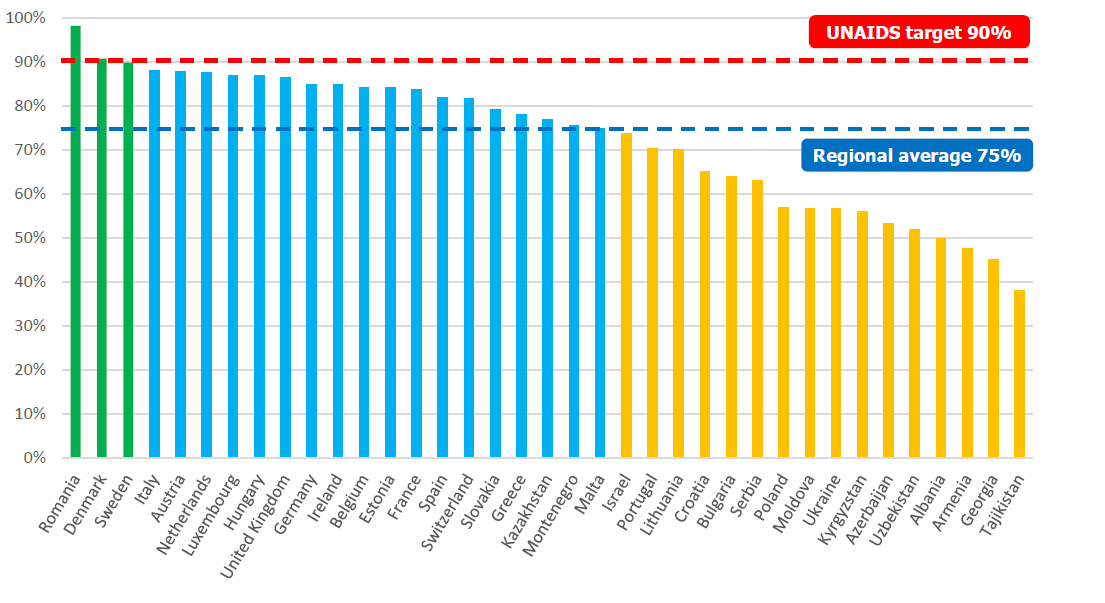 100%
UNAIDS target 90%
90%
80%
Regional average 75%
70%
60%
50%
40%
30%
20%
10%
0%
Romania
Denmark
Sweden
Italy
Austria
Netherlands
Luxembourg
Hungary
United Kingdom
Germany
Ireland
Belgium
Estonia
France
Spain
Switzerland
Slovakia
Greece
Kazakhstan
Montenegro
Malta
Israel
Portugal
Lithuania
Croatia
Bulgaria
Serbia
Poland
Moldova
Ukraine
Kyrgyzstan
Azerbaijan
Uzbekistan
Albania
Armenia
Georgia
Tajikistan